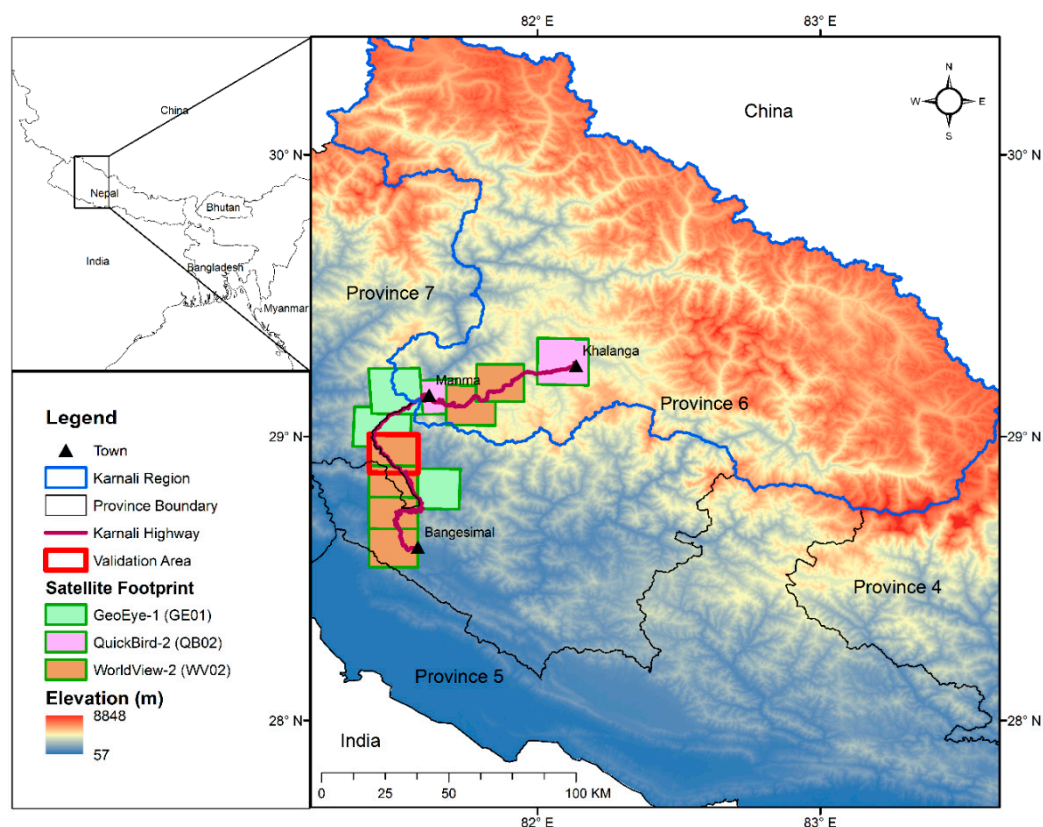 China
Nepal
Bhutan
India
Bangladesh
Myanmar
Legend
Town
Karnali Region
Province Boundary
Karnali Highway
Validation Area
Satellite Footprint
GeoEye-1 (GE01)
QuickBird-2 (QB02)
WorldView-2 (WV02)
Elevation (m)
8848
57
82° E
83° E
N
W
E
S
China
30° N
30° N
Province 7
Khalanga
Manma
Province 6
29° N
29° N
Bangesimal
Province 4
Province 5
28° N
28° N
India
0 25 50 100 KM
82° E
83° E